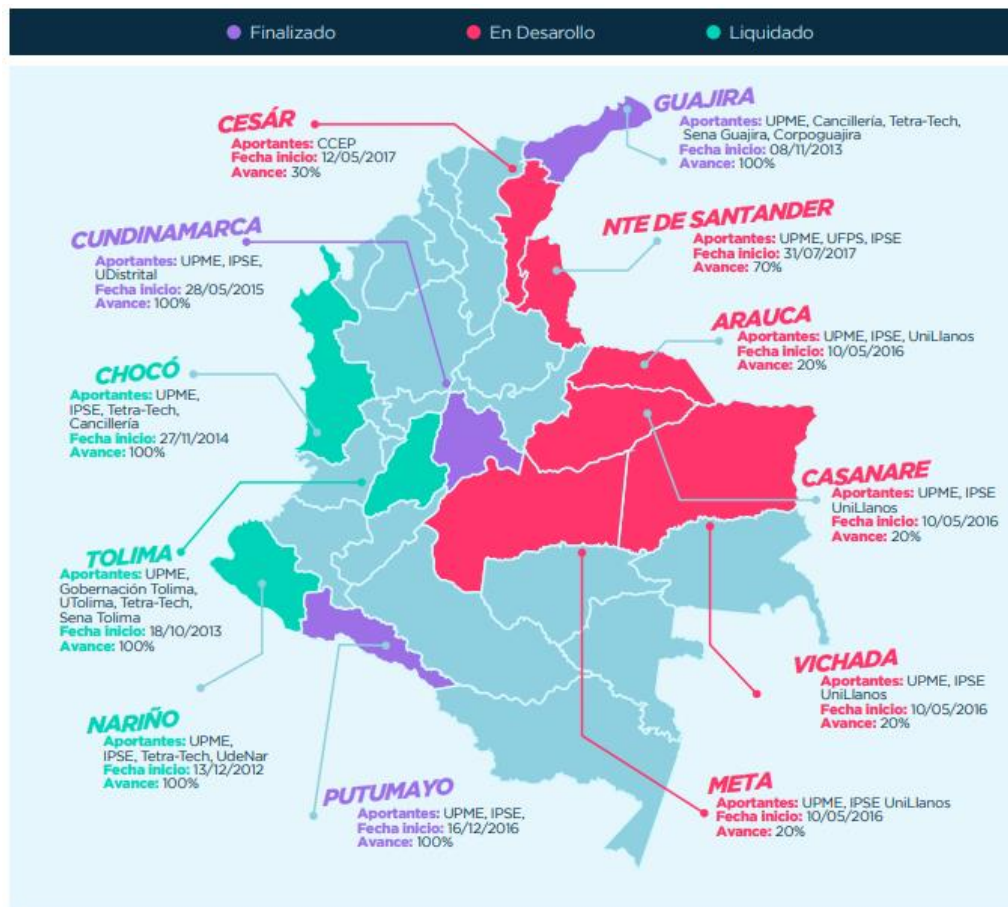 Finalizado
En Desarollo
Liquidado
GUAJIRA
Aportantes: UPME, Cancillería, Tetra-Tech,
Sena Guajira, Corpoguajira
Fecha inicio: 08/11/2013
Avance: 100%
CESÁR
Aportantes: CCEP
Fecha inicio: 12/05/2017
Avance: 30%
NTE DE SANTANDER
Aportantes: UPME, UFPS, IPSE
Fecha inicio: 31/07/2017
Avance: 70%
CUNDINAMARCA
Aportantes: UPME, IPSE,
UDistrital
Fecha inicio: 28/05/2015
Avance: 100%
ARAUCA
Aportantes: UPME, IPSE, UniLlanos
Fecha inicio: 10/05/2016
Avance: 20%
CHOCÓ
Aportantes: UPME,
IPSE, Tetra-Tech,
Cancillería
Fecha inicio: 27/11/2014
Avance: 100%
CASANARE
Aportantes: UPME, IPSE
UniLlanos
Fecha inicio: 10/05/2016
Avance: 20%
TOLIMA
Aportantes: UPME,
Gobernación Tolima,
UTolima, Tetra-Tech,
Sena Tolima
Fecha inicio: 18/10/2013
Avance: 100%
VICHADA
Aportantes: UPME, IPSE
UniLlanos
Fecha inicio: 10/05/2016
Avance: 20%
NARIÑO
Aportantes: UPME,
IPSE, Tetra-Tech, UdeNar
Fecha inicio: 13/12/2012
Avance: 100%
PUTUMAYO
Aportantes: UPME, IPSE,
Fecha inicio: 16/12/2016
Avance: 100%
META
Aportantes: UPME, IPSE UniLlanos
Fecha inicio: 10/05/2016
Avance: 20%